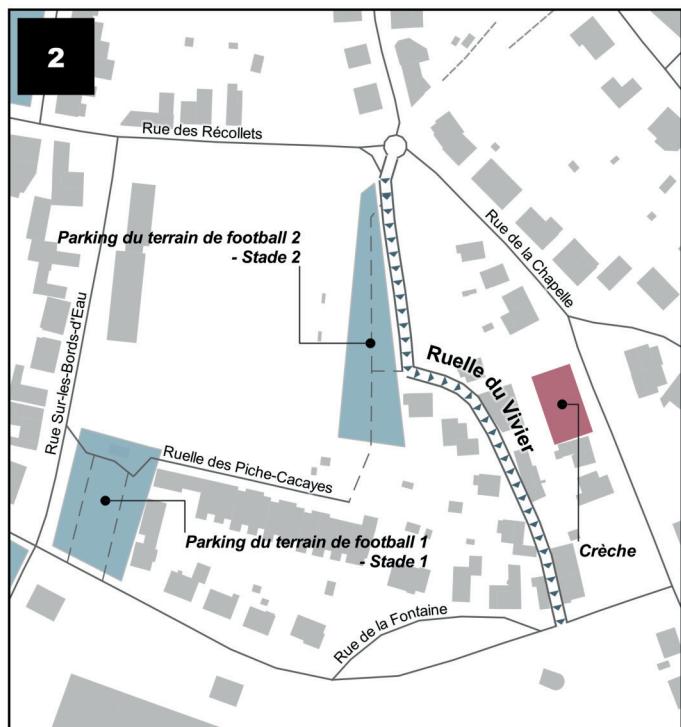 2
Rue des Récollets
Parking du terrain de football 2
- Stade 2
Rue de la Chapelle
Rue Sur-les-Bords-d'Eau
Ruelle du Vivier
Ruelle des Piche-Cacayes
Parking du terrain de football 1
- Stade 1
Crèche
Rue de la Fontaine